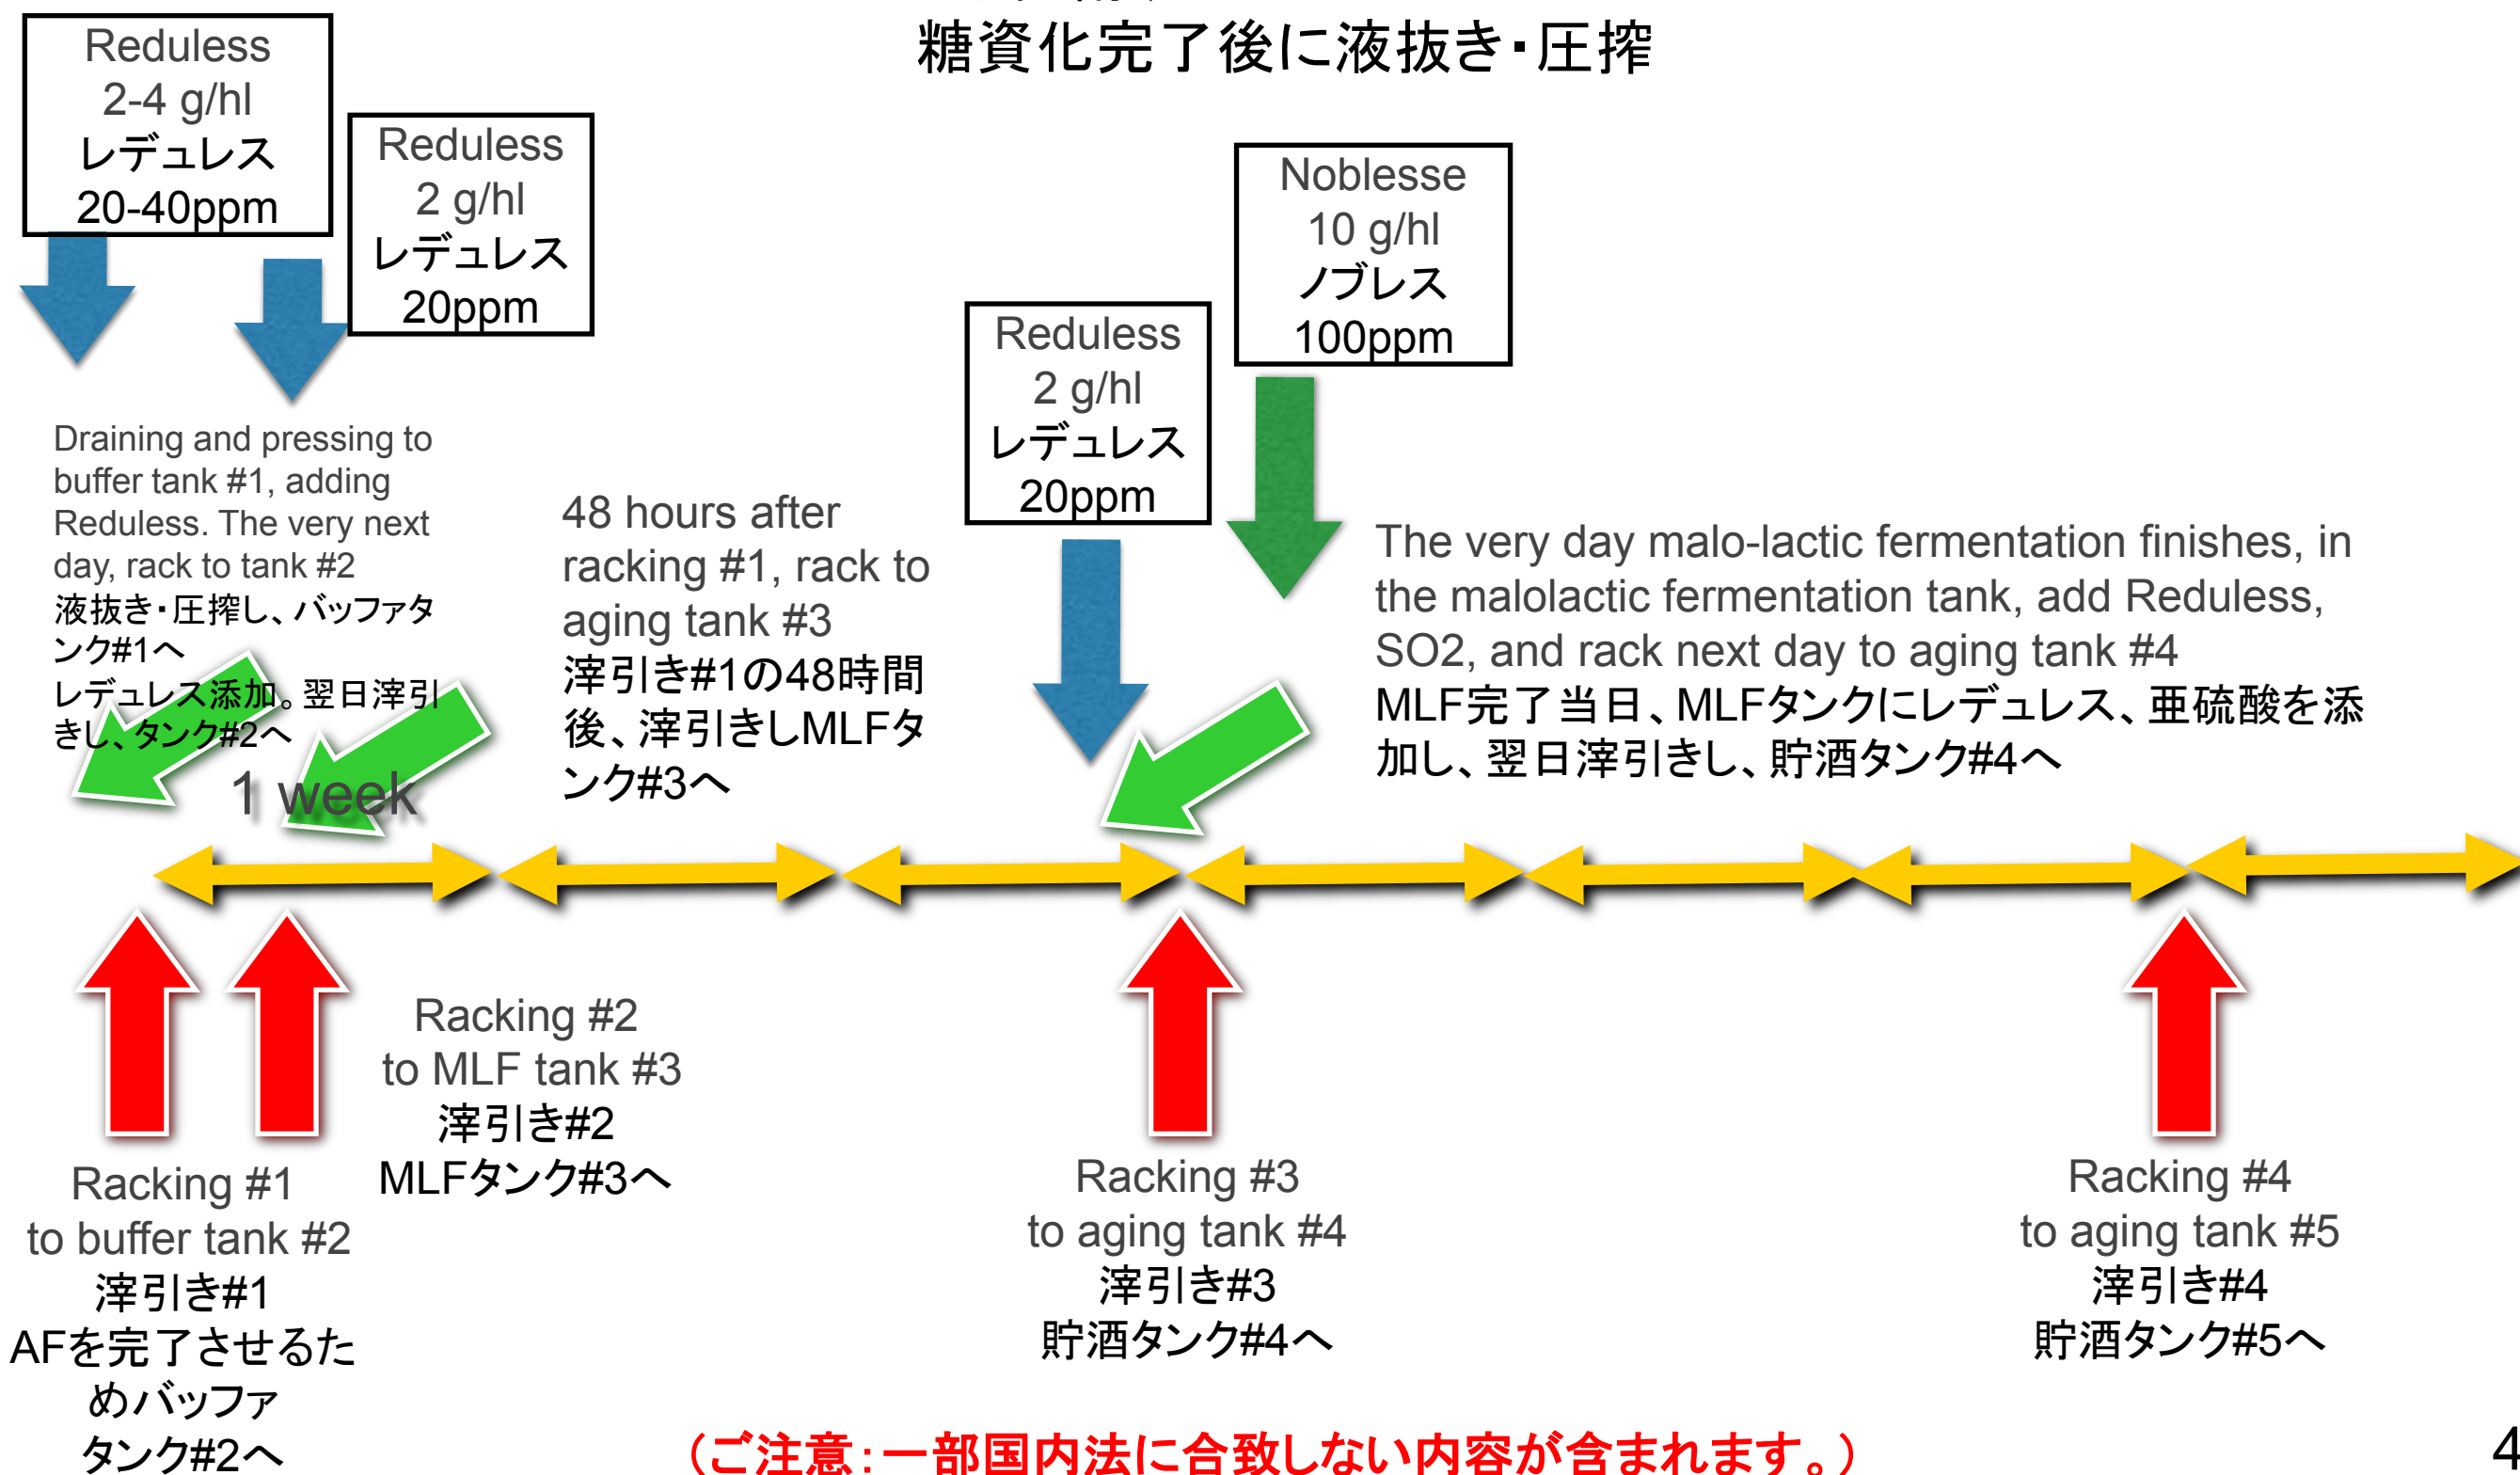 糖資化完了後に液抜き・圧搾
Reduless
2-4 g/hl
レデュレス
20-40ppm
Reduless
2 g/hl
レデュレス
20ppm
Reduless
2 g/hl
レデュレス
20ppm
Noblesse
10 g/hl
ノブレス
100ppm
Draining and pressing to
buffer tank #1, adding
Reduless. The very next
day, rack to tank #2
液抜き・圧搾し、バッファタ
ンク#1へ
レデュレス添加。翌日滓引
きし、タンク#2へ
48 hours after
racking #1, rack to
aging tank #3
滓引き#1の48時間
後、滓引きしMLFタ
ンク#3へ
The very day malo-lactic fermentation finishes, in
the malolactic fermentation tank, add Reduless,
SO2, and rack next day to aging tank #4
MLF完了当日、MLFタンクにレデュレス、亜硫酸を添
加し、翌日滓引きし、貯酒タンク#4へ
1 week
Racking #1
to buffer tank #2
滓引き#1
AFを完了させるた
めバッファ
タンク#2へ
Racking #2
to MLF tank #3
滓引き#2
MLFタンク#3へ
Racking #3
to aging tank #4
滓引き#3
貯酒タンク#4へ
Racking #4
to aging tank #5
滓引き#4
貯酒タンク#5へ
（ご注意：一部国内法に合致しない内容が含まれます。）
4